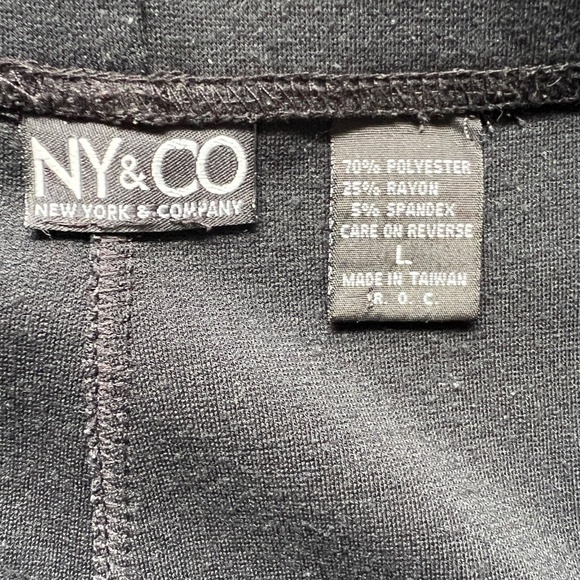 NY&CO
NEW YORK & COMPANY
70% POLYESTER
25% RAYON
5% SPANDEX
CARE ON REVERSE
L
MADE IN TAIWAN
R. O. C.